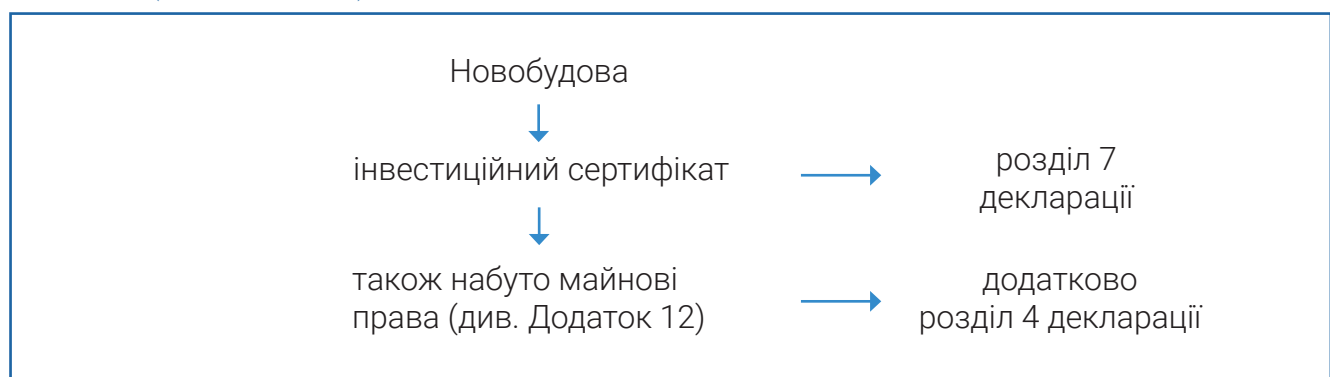 Новобудова
інвестиційний сертифікат
розділ 7
декларації
також набуто майнові
права (див. Додаток 12)
додатково
розділ 4 декларації